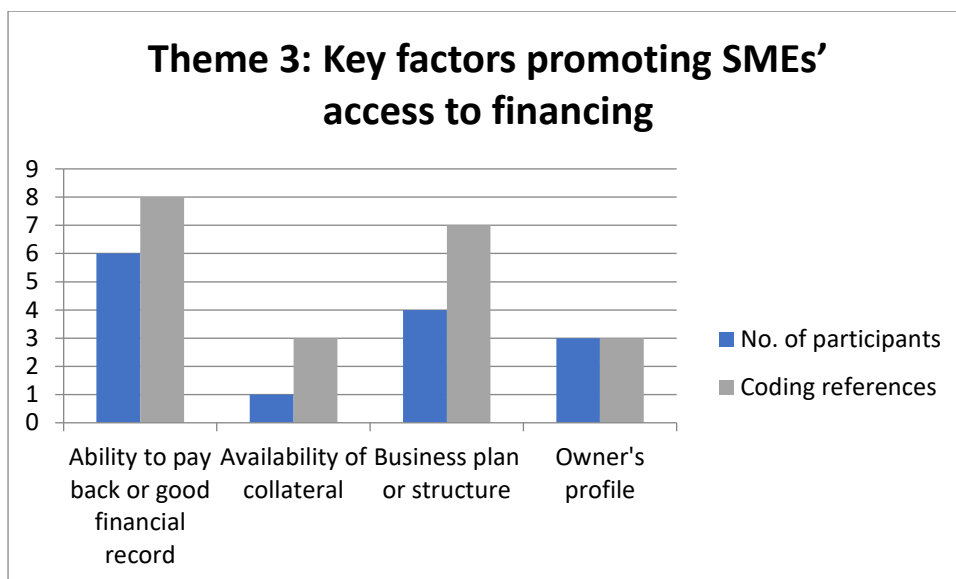 Theme 3: Key factors promoting SMEs’
access to financing
9
8
7
6
5
4
3
2
1
0
Ability to pay
back or good
financial
record
Availability of
collateral
Business plan
or structure
Owner's
profile
No. of participants
Coding references